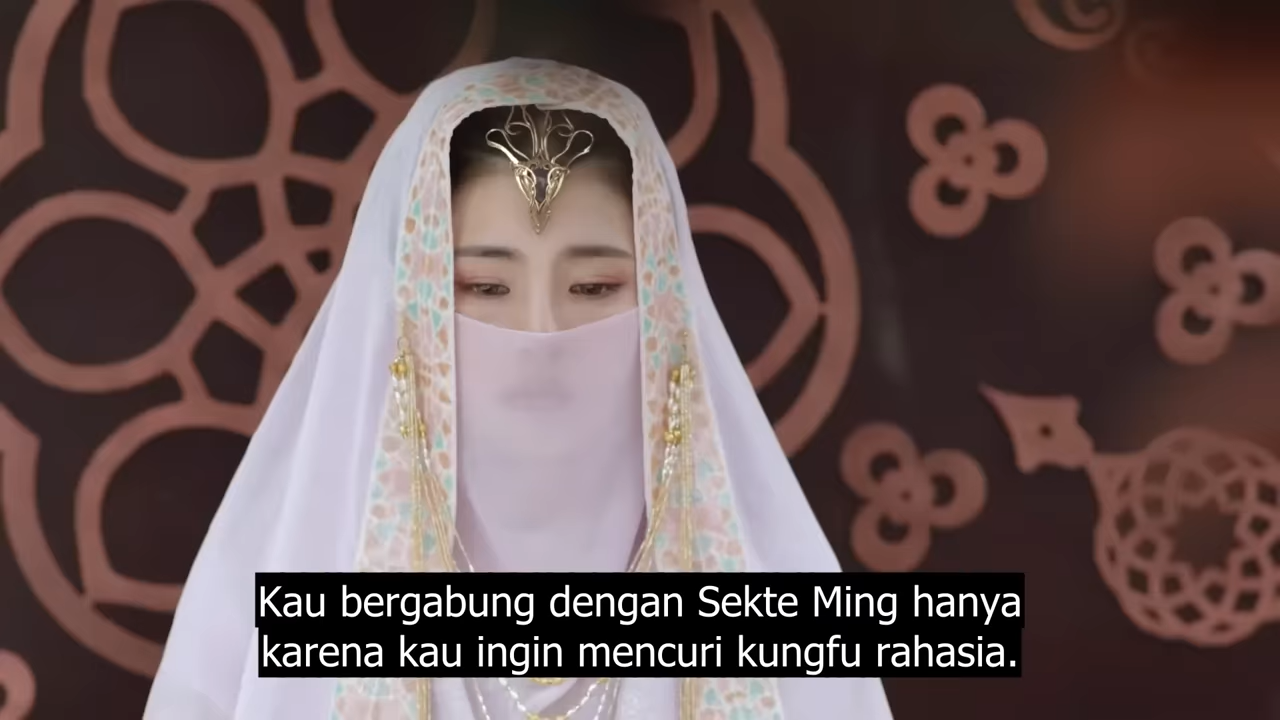 Kau bergabung dengan Sekte Ming hanya
karena kau ingin mencuri kungfu rahasia.